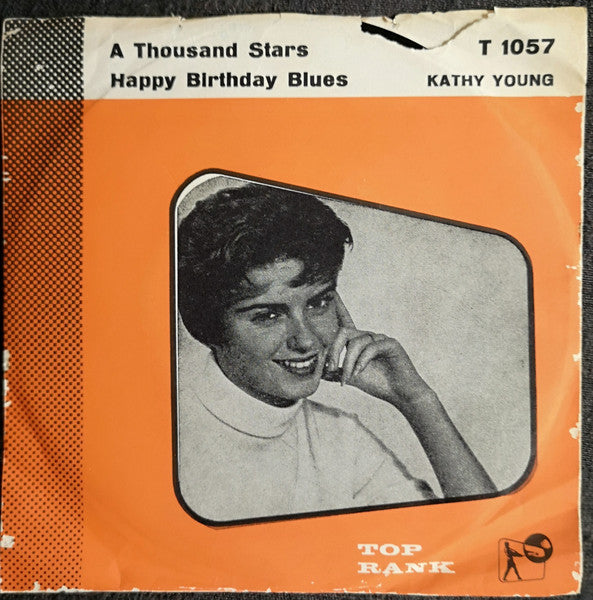 A Thousand Stars
T 1057
Happy Birthday Blues
KATHY YOUNG
TOP
RANK